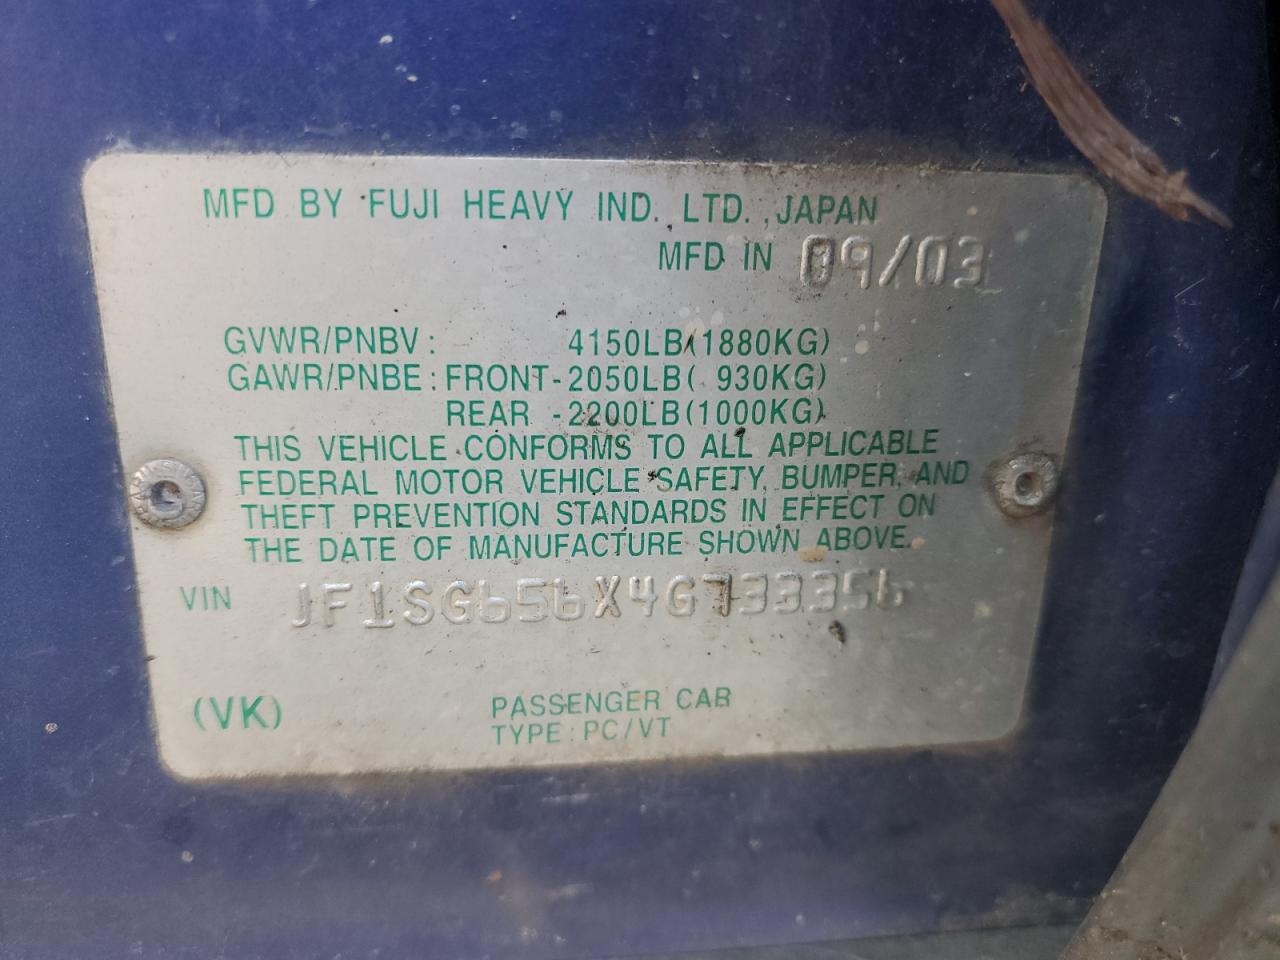 MFD BY FUJI HEAVY IND. LTD., JAPAN
MFD IN 09/03
GVWR/PNBV: 4150LB(1880KG)
GAWR/PNBE: FRONT-2050LB( 930KG)
REAR -2200LB(1000KG)
THIS VEHICLE CONFORMS TO ALL APPLICABLE
FEDERAL MOTOR VEHICLE SAFETY, BUMPER, AND
THEFT PREVENTION STANDARDS IN EFFECT ON
THE DATE OF MANUFACTURE SHOWN ABOVE.
VIN JF1SG656X4G733356
(VK) PASSENGER CAR
TYPE: PC/VT